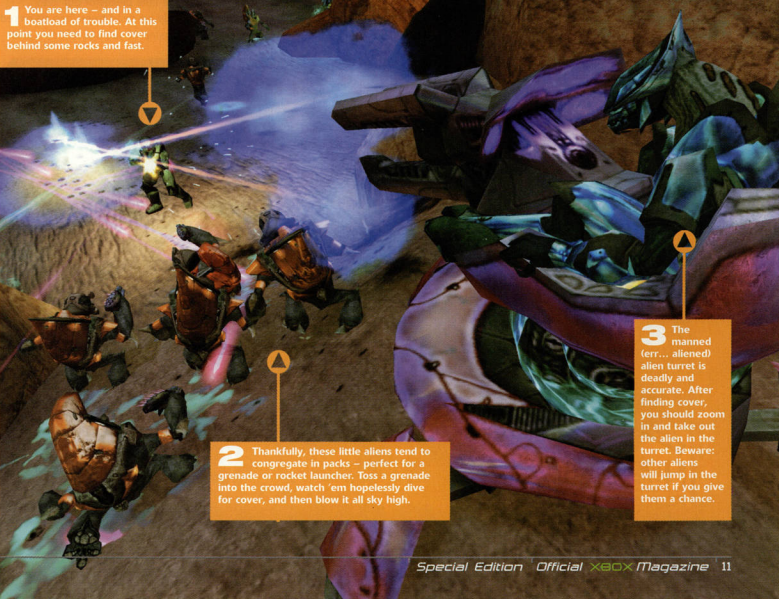 1 You are here – and in a
boatload of trouble. At this
point you need to find cover
behind some rocks and fast.
2 Thankfully, these little aliens tend to
congregate in packs – perfect for a
grenade or rocket launcher. Toss a grenade
into the crowd, watch 'em hopelessly dive
for cover, and then blow it all sky high.
3 The
manned
(err... aliened)
alien turret is
deadly and
accurate. After
finding cover,
you should zoom
in and take out
the alien in the
turret. Beware:
other aliens
will jump in the
turret if you give
them a chance.
Special Edition Official XBOX Magazine 11